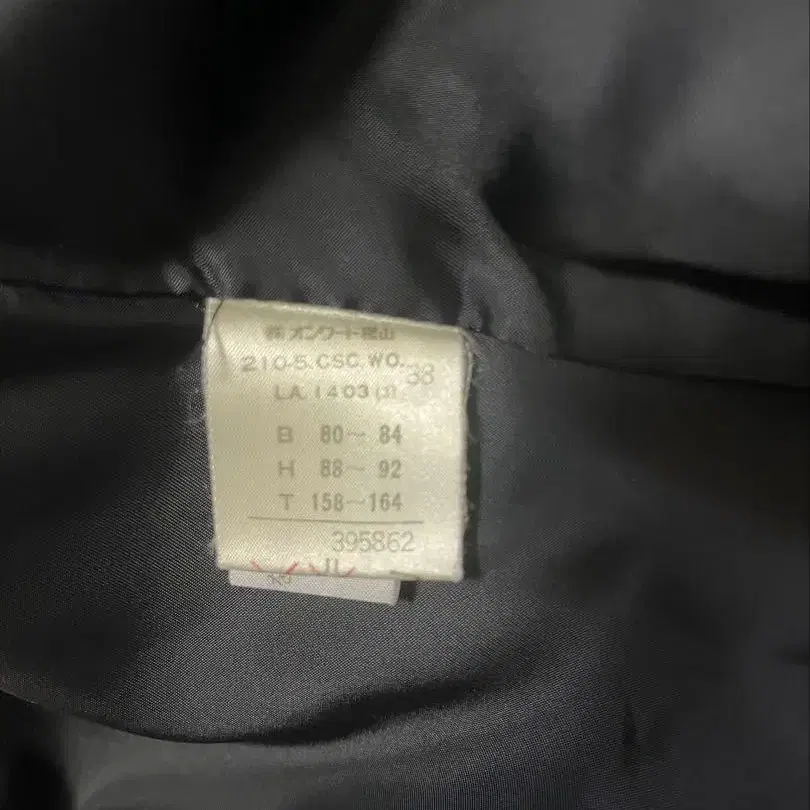 ㈱オンワード樫山
210-5.CSC.WO. 38
LA. 1403 (3)
B 80〜84
H 88〜92
T 158〜164
395862